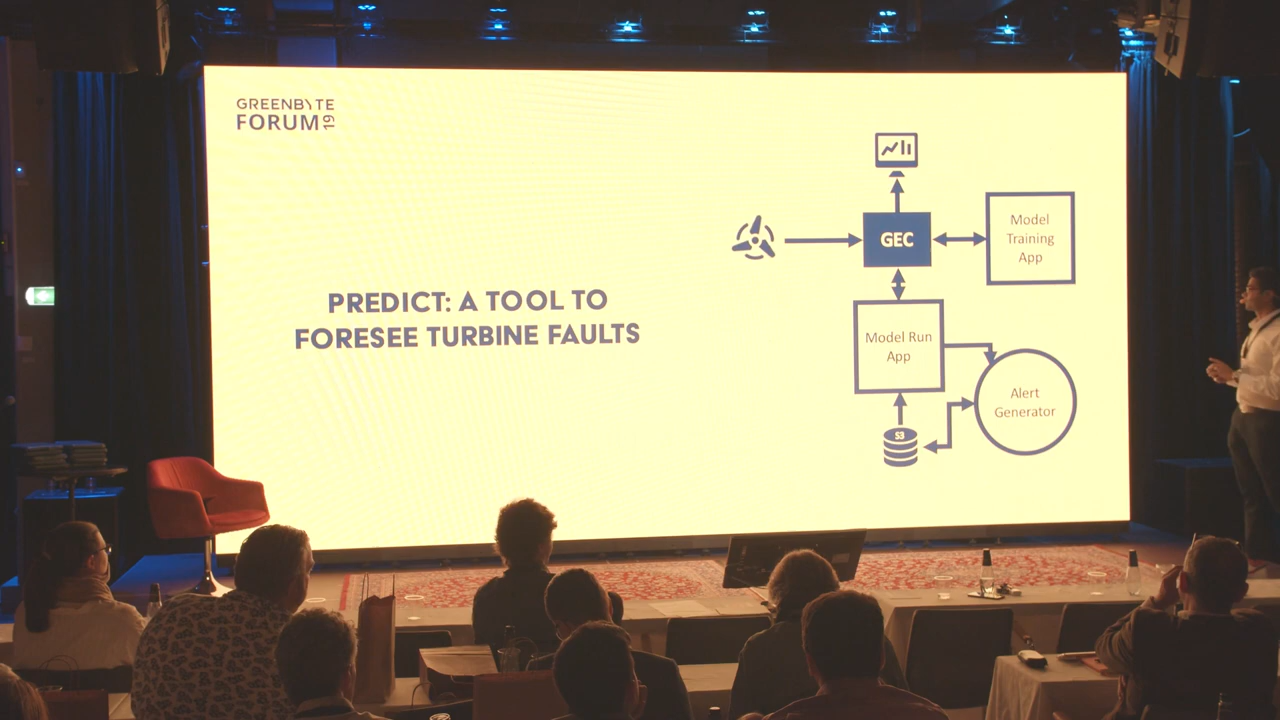 GREENBYTE
FORUM 19
PREDICT: A TOOL TO
FORESEE TURBINE FAULTS
GEC
Model
Training
App
Model Run
App
Alert
Generator
S3